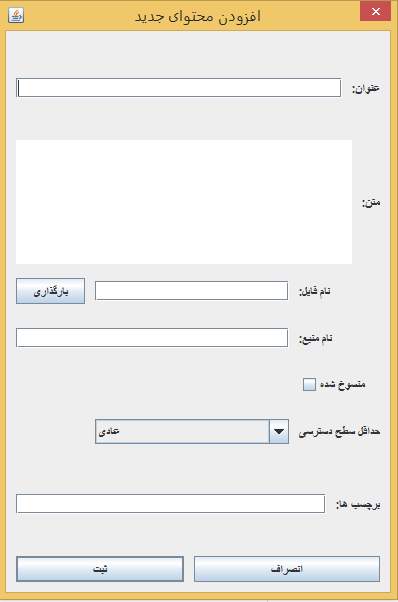 افزودن محتوای جدید
عنوان:
متن:
نام فایل:
بارگذاری
نام منبع:
منسوخ شده
حداقل سطح دسترسی
عادی
برچسب ها:
انصراف
ثبت